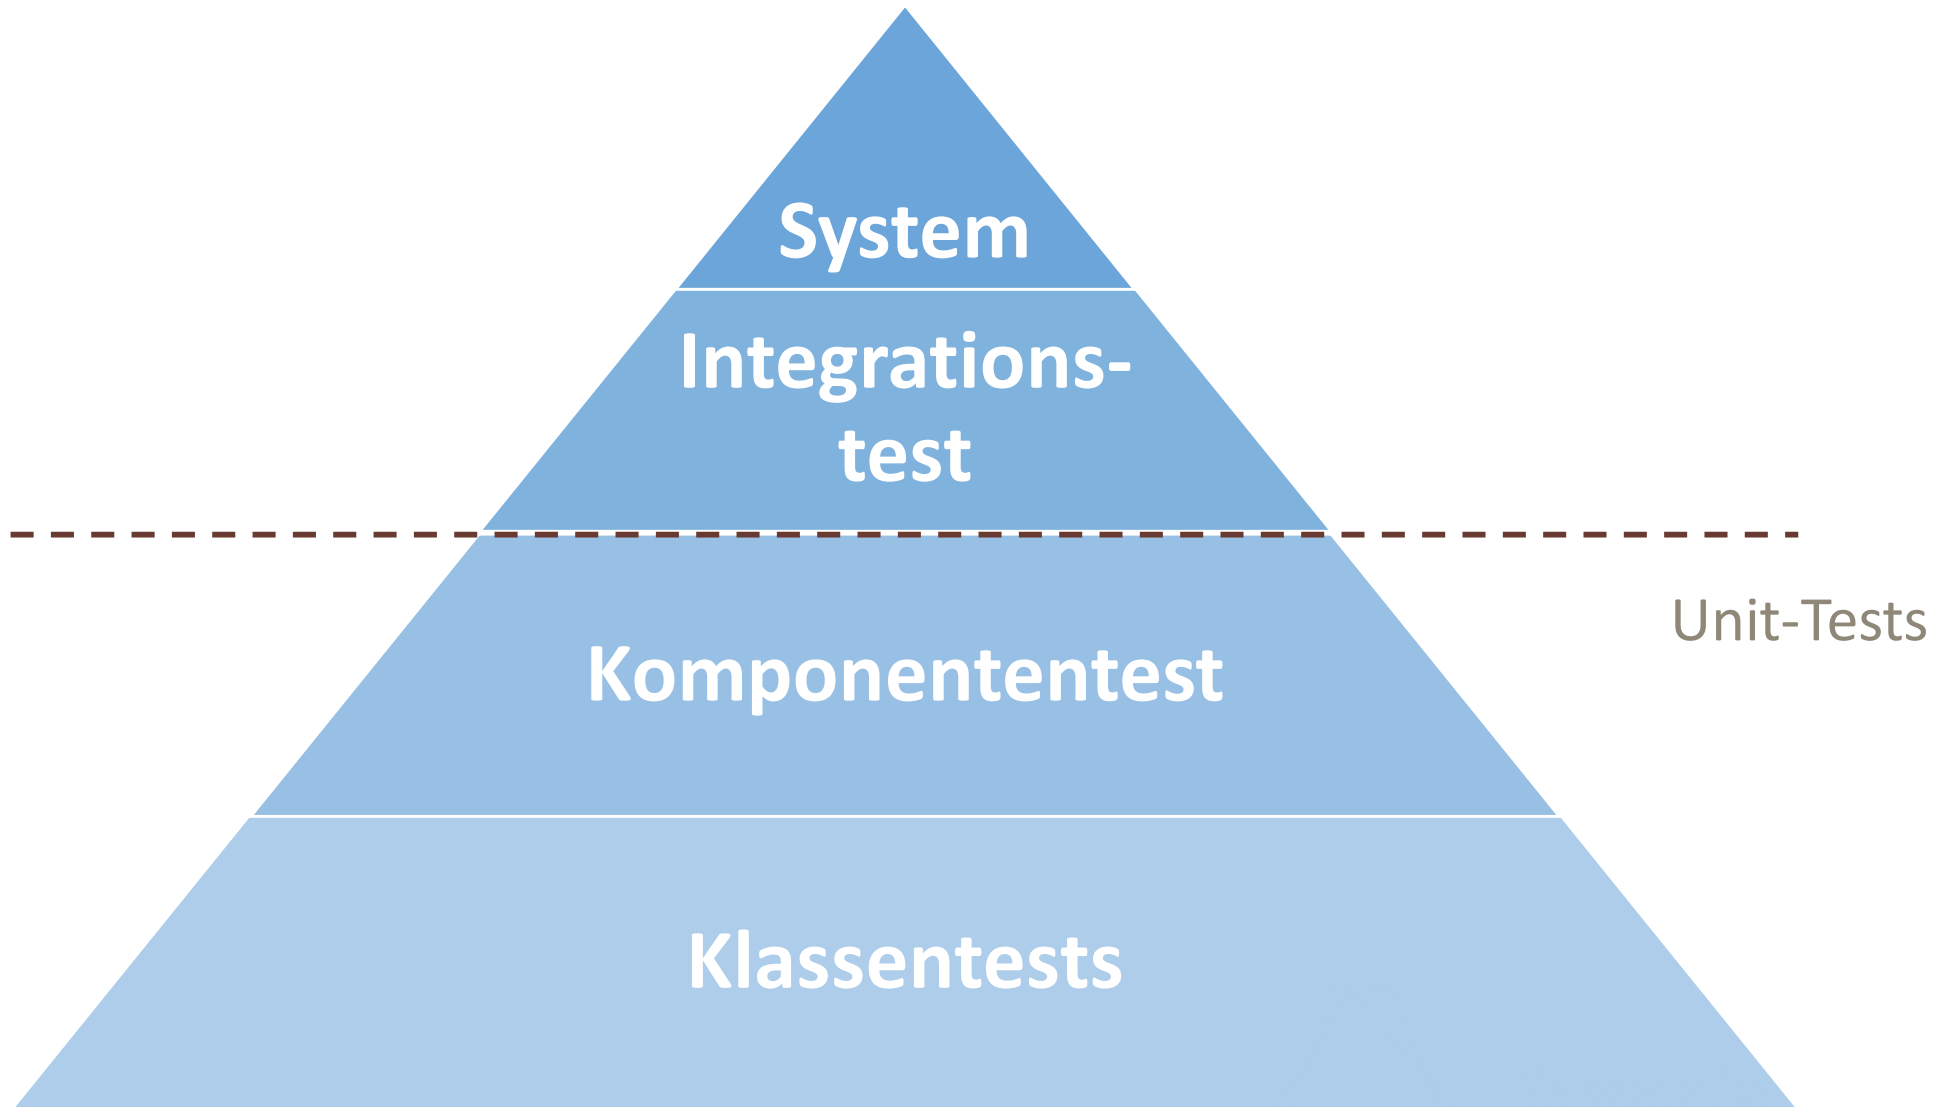 System
Integrations-
test
Unit-Tests
Komponententest
Klassentests